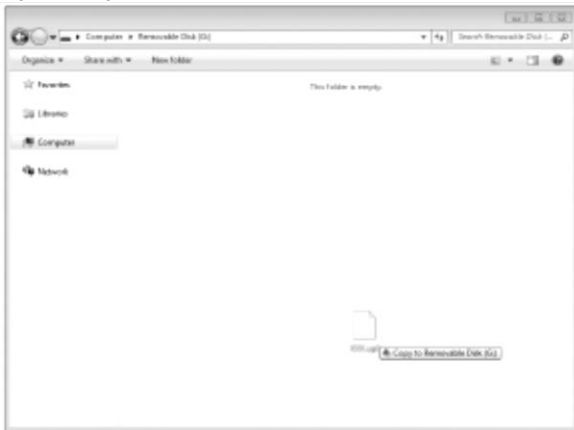 Computer ▸ Removable Disk (G:)
Search Removable Disk (...
Organize ▾ Share with ▾ New folder
Favorites
This folder is empty.
Libraries
Computer
Network
Copy to Removable Disk (G:)